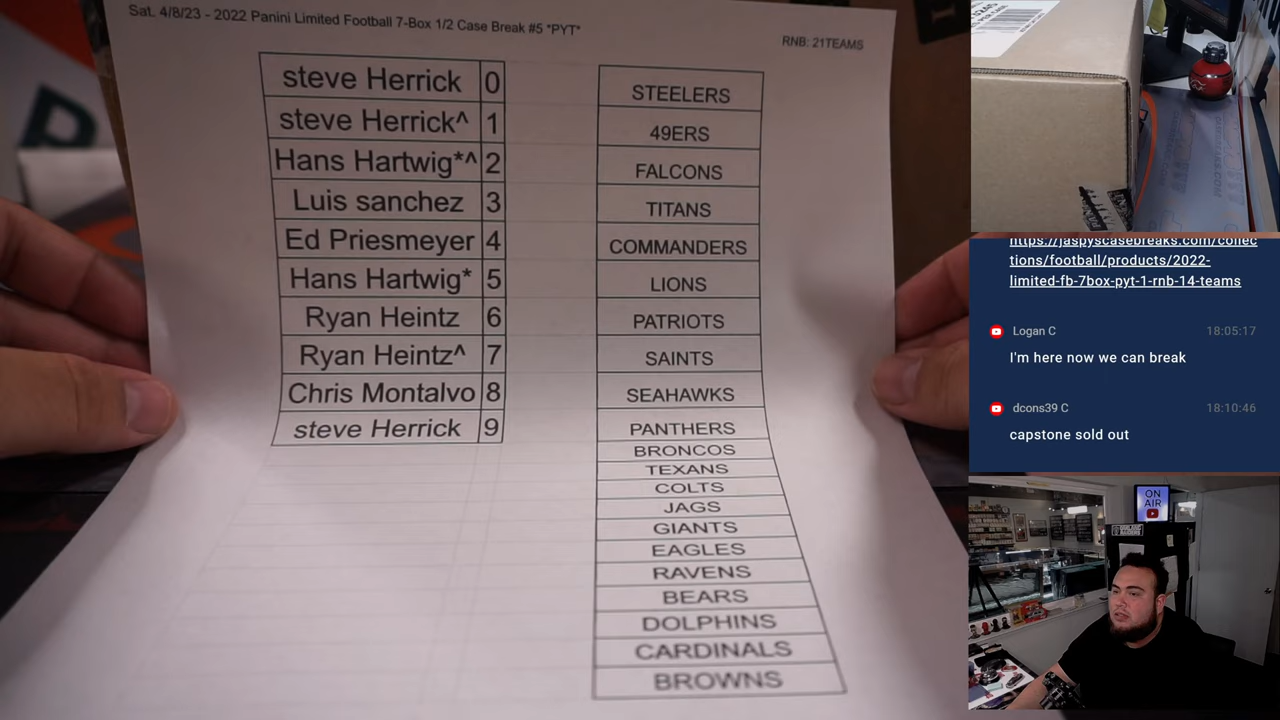 Sat. 4/8/23 - 2022 Panini Limited Football 7-Box 1/2 Case Break #5 *PYT*
RNB: 21TEAMS
steve Herrick 0
steve Herrick^ 1
Hans Hartwig*^ 2
Luis sanchez 3
Ed Priesmeyer 4
Hans Hartwig* 5
Ryan Heintz 6
Ryan Heintz^ 7
Chris Montalvo 8
steve Herrick 9
STEELERS
49ERS
FALCONS
TITANS
COMMANDERS
LIONS
PATRIOTS
SAINTS
SEAHAWKS
PANTHERS
BRONCOS
TEXANS
COLTS
JAGS
GIANTS
EAGLES
RAVENS
BEARS
DOLPHINS
CARDINALS
BROWNS
https://jaspyscasebreaks.com/collec
tions/football/products/2022-
limited-fb-7box-pyt-1-rnb-14-teams
Logan C 18:05:17
I'm here now we can break
dcons39 C 18:10:46
capstone sold out
ON
AIR